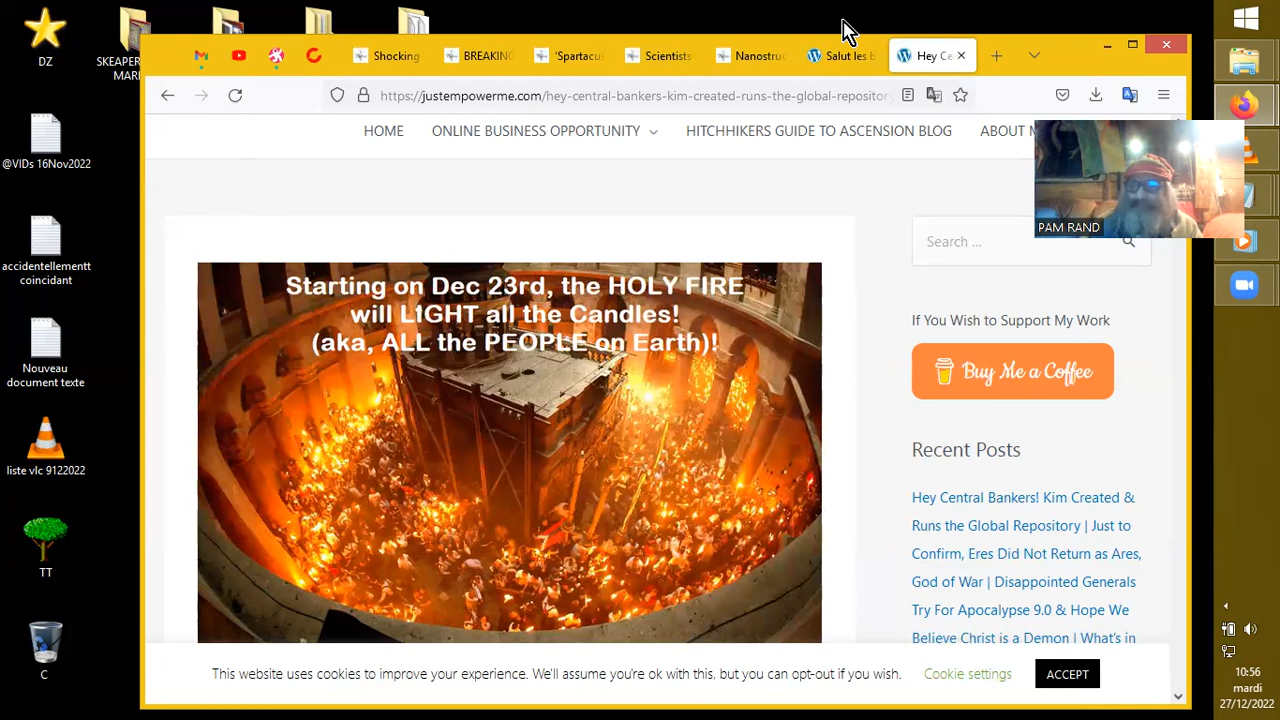 DZ
SKEAPER
MARI
@VIDs 16Nov2022
accidentellementt
coincidant
Nouveau
document texte
liste vlc 9122022
TT
C
Shocking
BREAKING
'Spartacus
Scientists
Nanostruc
Salut les b
Hey Ce
https://justempowerme.com/hey-central-bankers-kim-created-runs-the-global-repository
HOME
ONLINE BUSINESS OPPORTUNITY
HITCHHIKERS GUIDE TO ASCENSION BLOG
ABOUT M
PAM RAND
Search ...
Starting on Dec 23rd, the HOLY FIRE
will LIGHT all the Candles!
(aka, ALL the PEOPLE on Earth)!
If You Wish to Support My Work
Buy Me a Coffee
Recent Posts
Hey Central Bankers! Kim Created &
Runs the Global Repository | Just to
Confirm, Eres Did Not Return as Ares,
God of War | Disappointed Generals
Try For Apocalypse 9.0 & Hope We
Believe Christ is a Demon | What's in
This website uses cookies to improve your experience. We'll assume you're ok with this, but you can opt-out if you wish.
Cookie settings
ACCEPT
10:56
mardi
27/12/2022